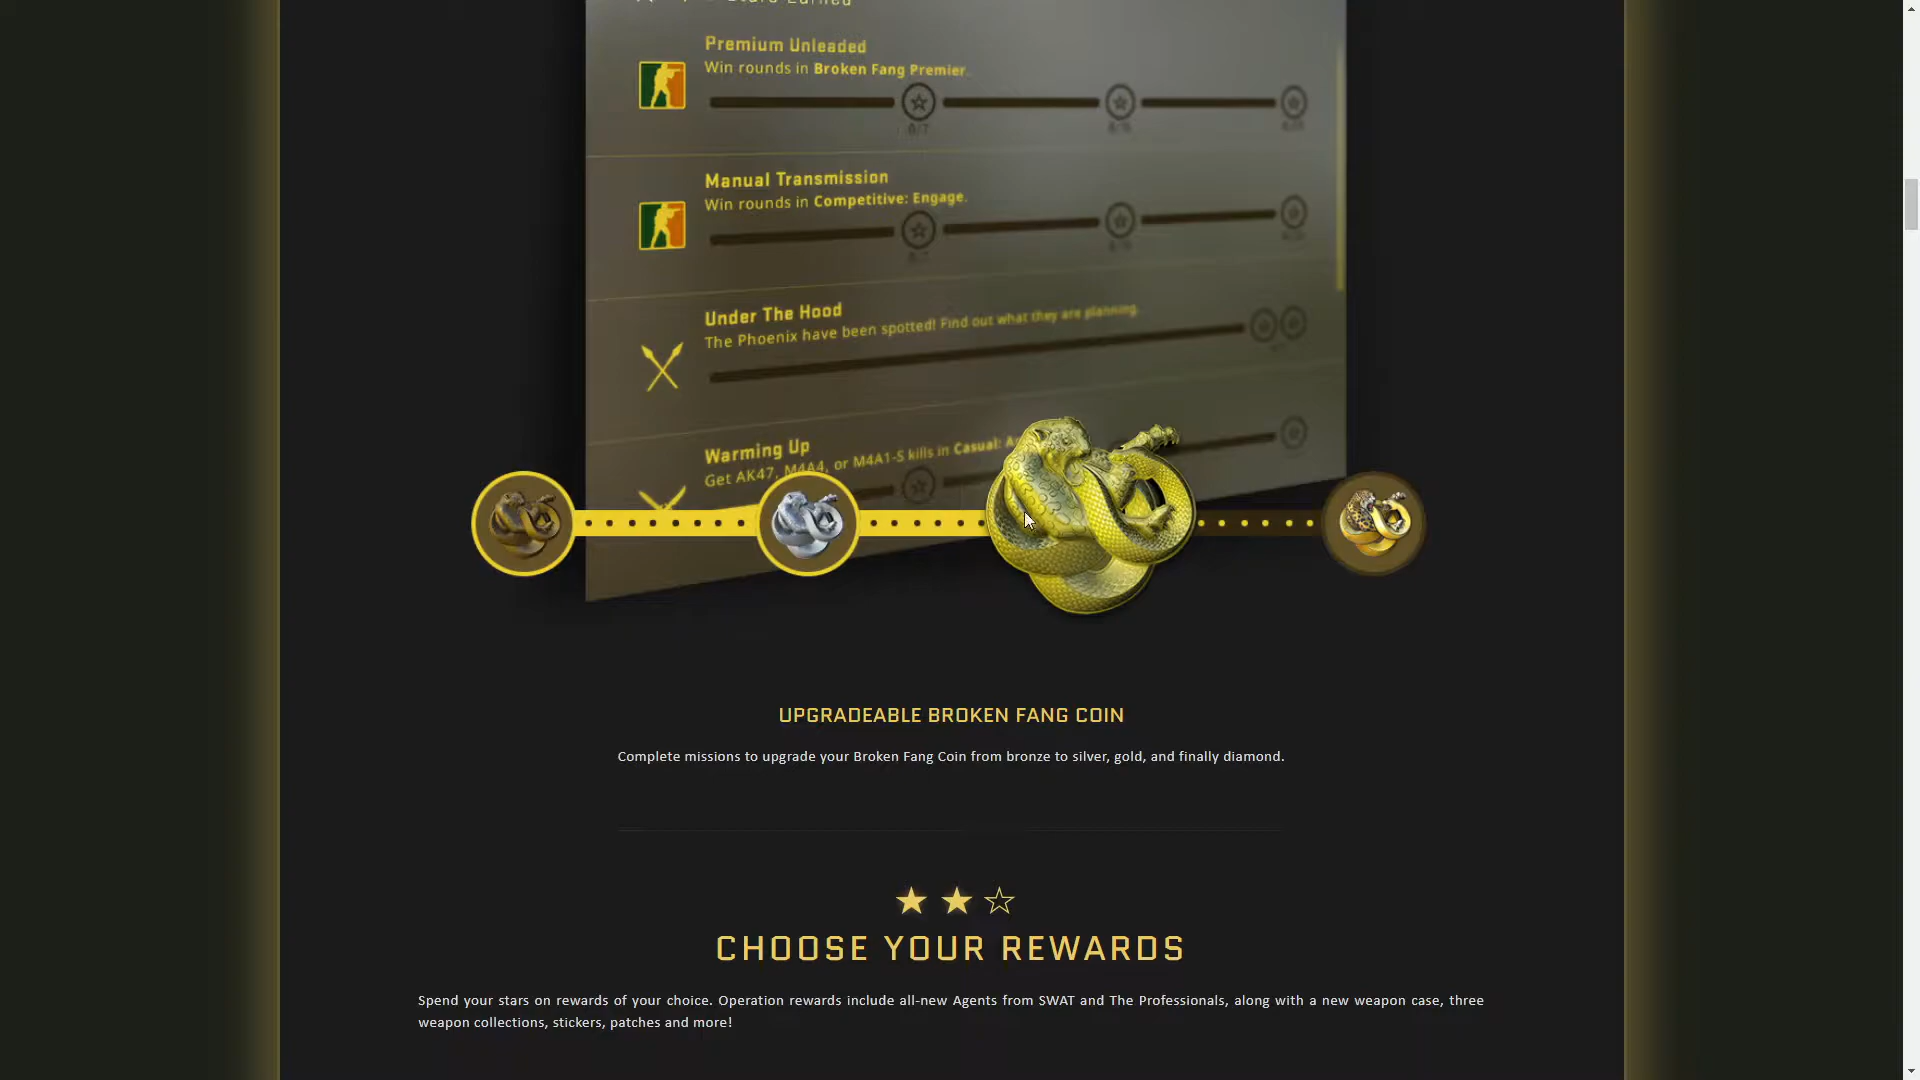 Stars Earned
Premium Unleaded
Win rounds in Broken Fang Premier.
0/7
Manual Transmission
Win rounds in Competitive: Engage.
Under The Hood
The Phoenix have been spotted! Find out what they are planning.
Warming Up
Get AK47, M4A4, or M4A1-S kills in Casual:
UPGRADEABLE BROKEN FANG COIN
Complete missions to upgrade your Broken Fang Coin from bronze to silver, gold, and finally diamond.
CHOOSE YOUR REWARDS
Spend your stars on rewards of your choice. Operation rewards include all-new Agents from SWAT and The Professionals, along with a new weapon case, three
weapon collections, stickers, patches and more!